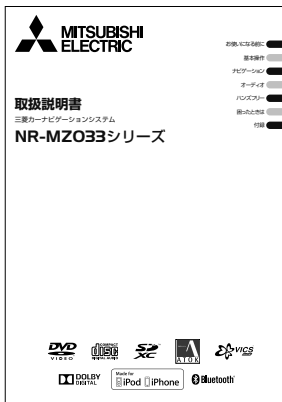 MITSUBISHI
ELECTRIC
お使いになる前に
基本操作
ナビゲーション
オーディオ
ハンズフリー
困ったときは
付録
取扱説明書
三菱カーナビゲーションシステム
NR-MZ033シリーズ
DVD
VIDEO
COMPACT
disc
DIGITAL AUDIO
SD
XC
ATOK
VICS
DOLBY
DIGITAL
Made for
iPod iPhone
Bluetooth